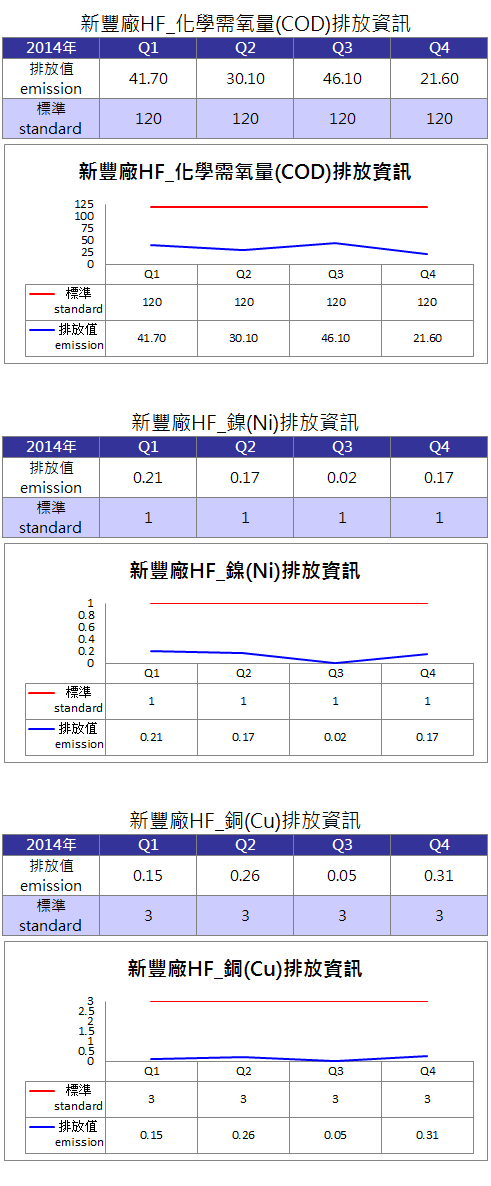 新豐廠HF_化學需氧量(COD)排放資訊
2014年 Q1 Q2 Q3 Q4
排放值
emission 41.70 30.10 46.10 21.60
標準
standard 120 120 120 120
新豐廠HF_化學需氧量(COD)排放資訊
125
100
75
50
25
0
Q1 Q2 Q3 Q4
標準
standard 120 120 120 120
排放值
emission 41.70 30.10 46.10 21.60
新豐廠HF_鎳(Ni)排放資訊
2014年 Q1 Q2 Q3 Q4
排放值
emission 0.21 0.17 0.02 0.17
標準
standard 1 1 1 1
新豐廠HF_鎳(Ni)排放資訊
1
0.8
0.6
0.4
0.2
0
Q1 Q2 Q3 Q4
標準
standard 1 1 1 1
排放值
emission 0.21 0.17 0.02 0.17
新豐廠HF_銅(Cu)排放資訊
2014年 Q1 Q2 Q3 Q4
排放值
emission 0.15 0.26 0.05 0.31
標準
standard 3 3 3 3
新豐廠HF_銅(Cu)排放資訊
3
2.5
2
1.5
1
0.5
0
Q1 Q2 Q3 Q4
標準
standard 3 3 3 3
排放值
emission 0.15 0.26 0.05 0.31